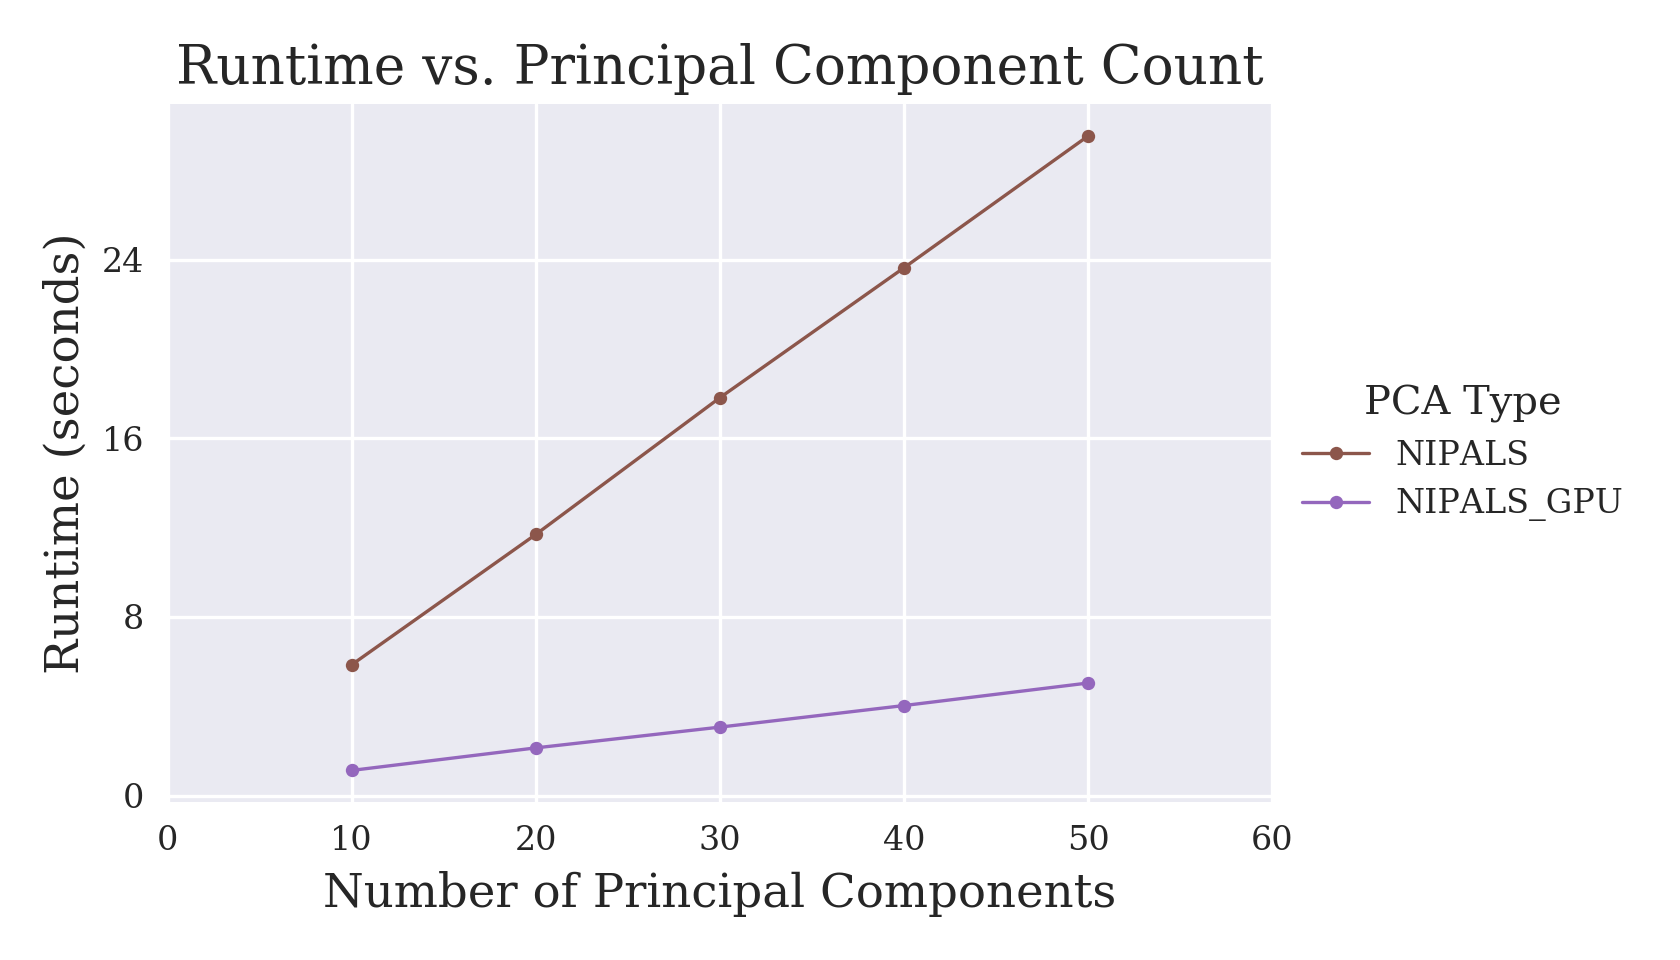 Runtime vs. Principal Component Count
Runtime (seconds)
24
16
8
0
0 10 20 30 40 50 60
Number of Principal Components
PCA Type
NIPALS
NIPALS_GPU